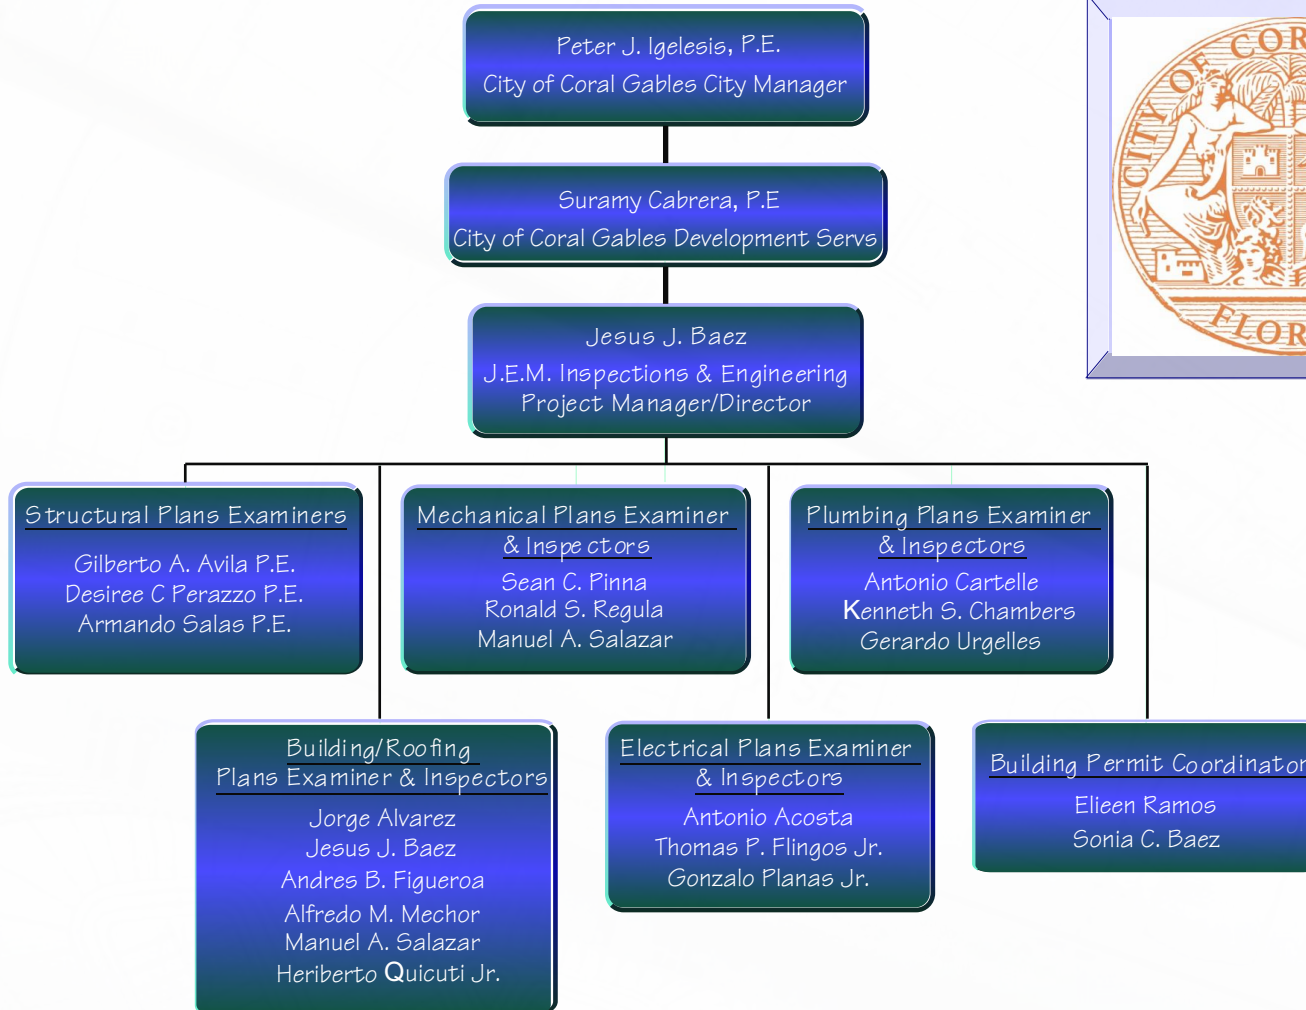 Peter J. Igelesis, P.E.
City of Coral Gables City Manager
CITY OF COR
FLOR
Suramy Cabrera, P.E
City of Coral Gables Development Servs
Jesus J. Baez
J.E.M. Inspections & Engineering
Project Manager/Director
Structural Plans Examiners
Gilberto A. Avila P.E.
Desiree C Perazzo P.E.
Armando Salas P.E.
Mechanical Plans Examiner
& Inspectors
Sean C. Pinna
Ronald S. Regula
Manuel A. Salazar
Plumbing Plans Examiner
& Inspectors
Antonio Cartelle
Kenneth S. Chambers
Gerardo Urgelles
Building/Roofing
Plans Examiner & Inspectors
Jorge Alvarez
Jesus J. Baez
Andres B. Figueroa
Alfredo M. Mechor
Manuel A. Salazar
Heriberto Quicuti Jr.
Electrical Plans Examiner
& Inspectors
Antonio Acosta
Thomas P. Flingos Jr.
Gonzalo Planas Jr.
Building Permit Coordinator
Elieen Ramos
Sonia C. Baez